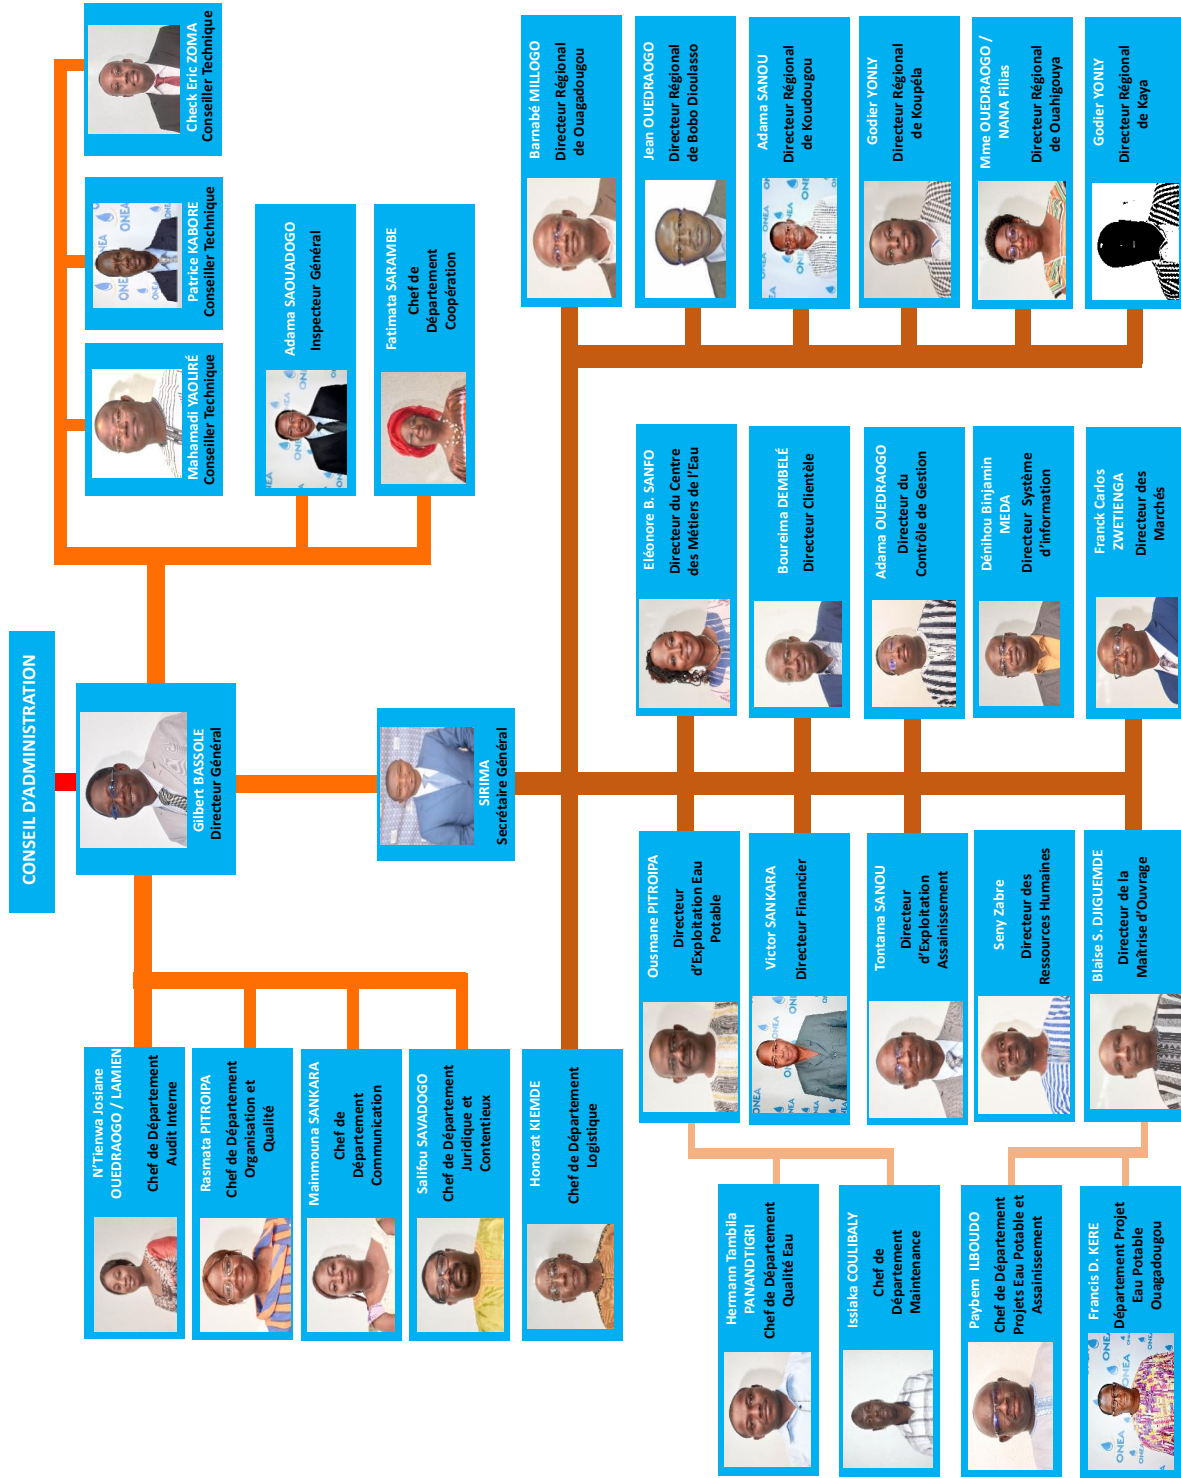 CONSEIL D'ADMINISTRATION
Gilbert BASSOLE
Directeur Général
Mahamadi YAOLIRÉ
Conseiller Technique
Patrice KABORE
Conseiller Technique
Check Eric ZOMA
Conseiller Technique
Adama SAOUADOGO
Inspecteur Général
Fatimata SARAMBE
Chef de
Département
Coopération
SIRIMA
Secrétaire Général
N'Tienwa Josiane
OUEDRAOGO / LAMIEN
Chef de Département
Audit Interne
Rasmata PITROIPA
Chef de Département
Organisation et
Qualité
Mainmouna SANKARA
Chef de
Département
Communication
Salifou SAVADOGO
Chef de Département
Juridique et
Contentieux
Honorat KIEMDE
Chef de Département
Logistique
Barnabé MILLOGO
Directeur Régional
de Ouagadougou
Jean OUEDRAOGO
Directeur Régional
de Bobo Dioulasso
Adama SANOU
Directeur Régional
de Koudougou
Godier YONLY
Directeur Régional
de Koupéla
Mme OUEDRAOGO /
NANA Filias
Directeur Régional
de Ouahigouya
Godier YONLY
Directeur Régional
de Kaya
Eléonore B. SANFO
Directeur du Centre
des Métiers de l'Eau
Boureima DEMBELÉ
Directeur Clientèle
Adama OUEDRAOGO
Directeur du
Contrôle de Gestion
Dénihou Binjamin
MEDA
Directeur Système
d'information
Franck Carlos
ZWETIENGA
Directeur des
Marchés
Ousmane PITROIPA
Directeur
d'Exploitation Eau
Potable
Victor SANKARA
Directeur Financier
Tontama SANOU
Directeur
d'Exploitation
Assainissement
Seny Zabre
Directeur des
Ressources Humaines
Blaise S. DJIGUEMDE
Directeur de la
Maîtrise d'Ouvrage
Hermann Tambila
PANANDTIGRI
Chef de Département
Qualité Eau
Issiaka COULIBALY
Chef de
Département
Maintenance
Paybem ILBOUDO
Chef de Département
Projets Eau Potable et
Assainissement
Francis D. KERE
Département Projet
Eau Potable
Ouagadougou